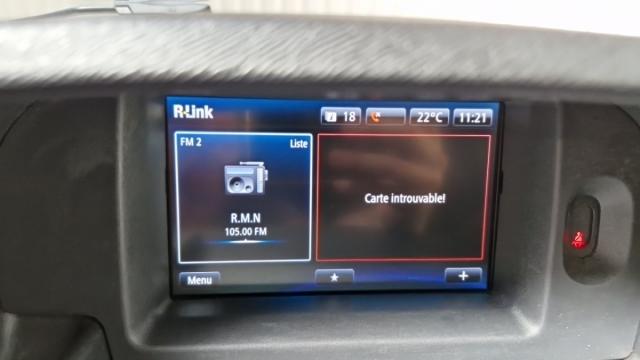 R-Link
18
22°C
11:21
FM 2
Liste
R.M.N
105.00 FM
Carte introuvable!
Menu